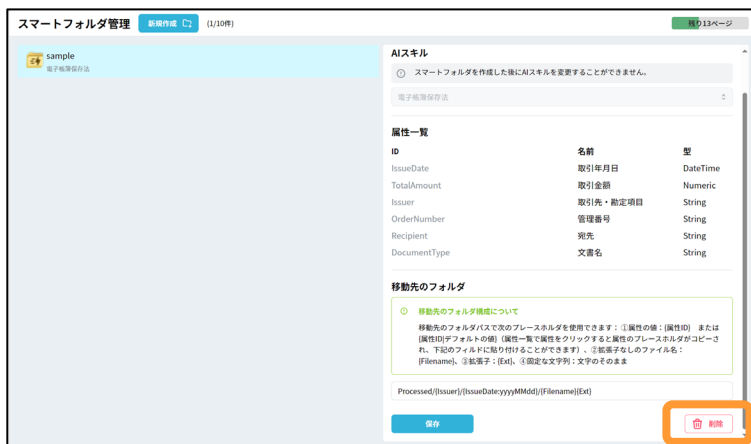 スマートフォルダ管理 新規作成 (1/10件) 残り13ページ
sample
電子帳簿保存法
AIスキル
スマートフォルダを作成した後にAIスキルを変更することができません。
電子帳簿保存法
属性一覧
ID 名前 型
IssueDate 取引年月日 DateTime
TotalAmount 取引金額 Numeric
Issuer 取引先・勘定項目 String
OrderNumber 管理番号 String
Recipient 宛先 String
DocumentType 文書名 String
移動先のフォルダ
移動先のフォルダ構成について
移動先のフォルダパスで次のプレースホルダを使用できます：①属性の値：{属性ID} または
{属性ID|デフォルトの値}（属性一覧で属性をクリックすると属性のプレースホルダがコピーさ
れ、下記のフィールドに貼り付けることができます）、②拡張子なしのファイル名：
{Filename}、③拡張子：{Ext}、④固定な文字列：文字のそのまま
Processed/{Issuer}/{IssueDate:yyyyMMdd}/{Filename}{Ext}
保存 削除